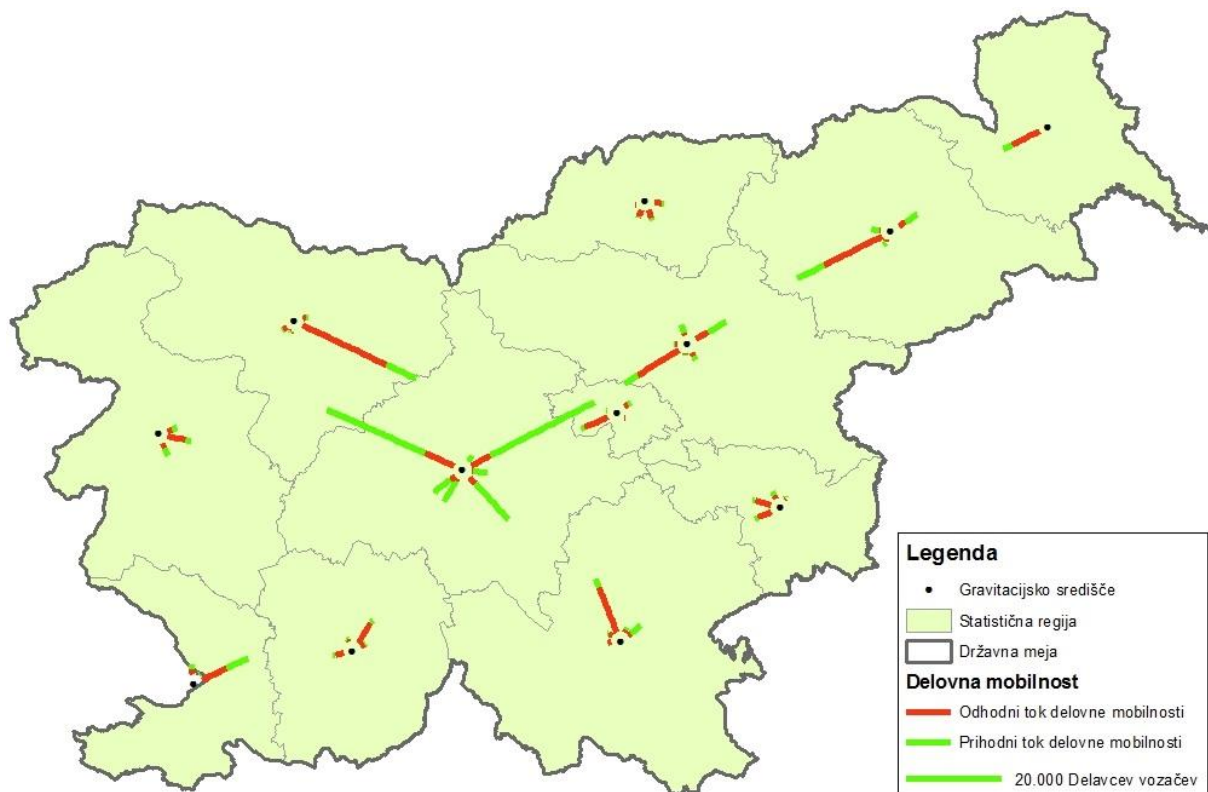 Legenda
Gravitacijsko središče
Statistična regija
Državna meja
Delovna mobilnost
Odhodni tok delovne mobilnosti
Prihodni tok delovne mobilnosti
20.000 Delavcev vozačev